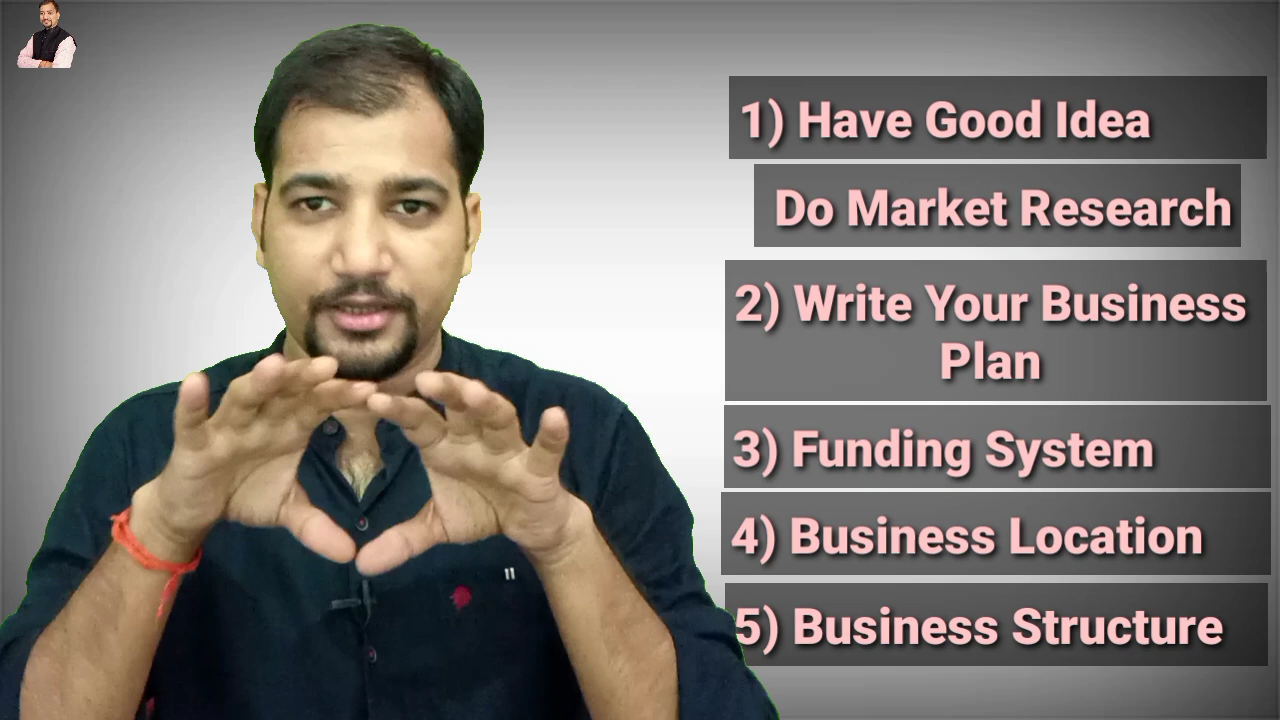 1) Have Good Idea
Do Market Research
2) Write Your Business
Plan
3) Funding System
4) Business Location
5) Business Structure